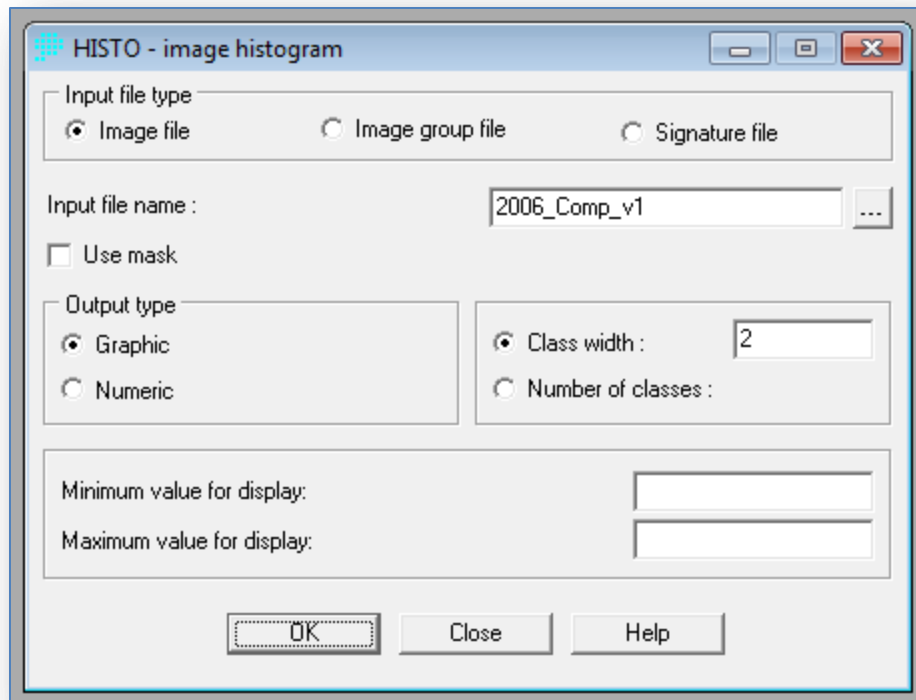 HISTO - image histogram
Input file type
Image file
Image group file
Signature file
Input file name :
2006_Comp_v1
...
Use mask
Output type
Graphic
Numeric
Class width :
2
Number of classes :
Minimum value for display:
Maximum value for display:
OK
Close
Help